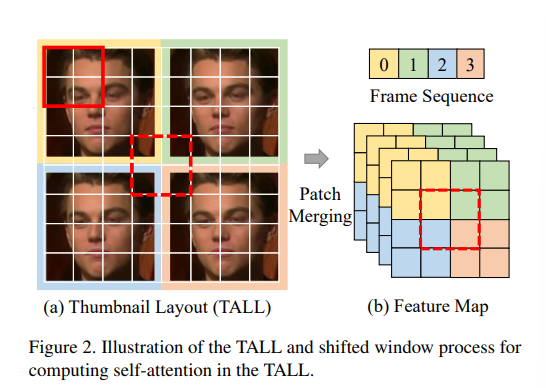 0 1 2 3
Frame Sequence
Patch
Merging
(a) Thumbnail Layout (TALL)
(b) Feature Map
Figure 2. Illustration of the TALL and shifted window process for
computing self-attention in the TALL.